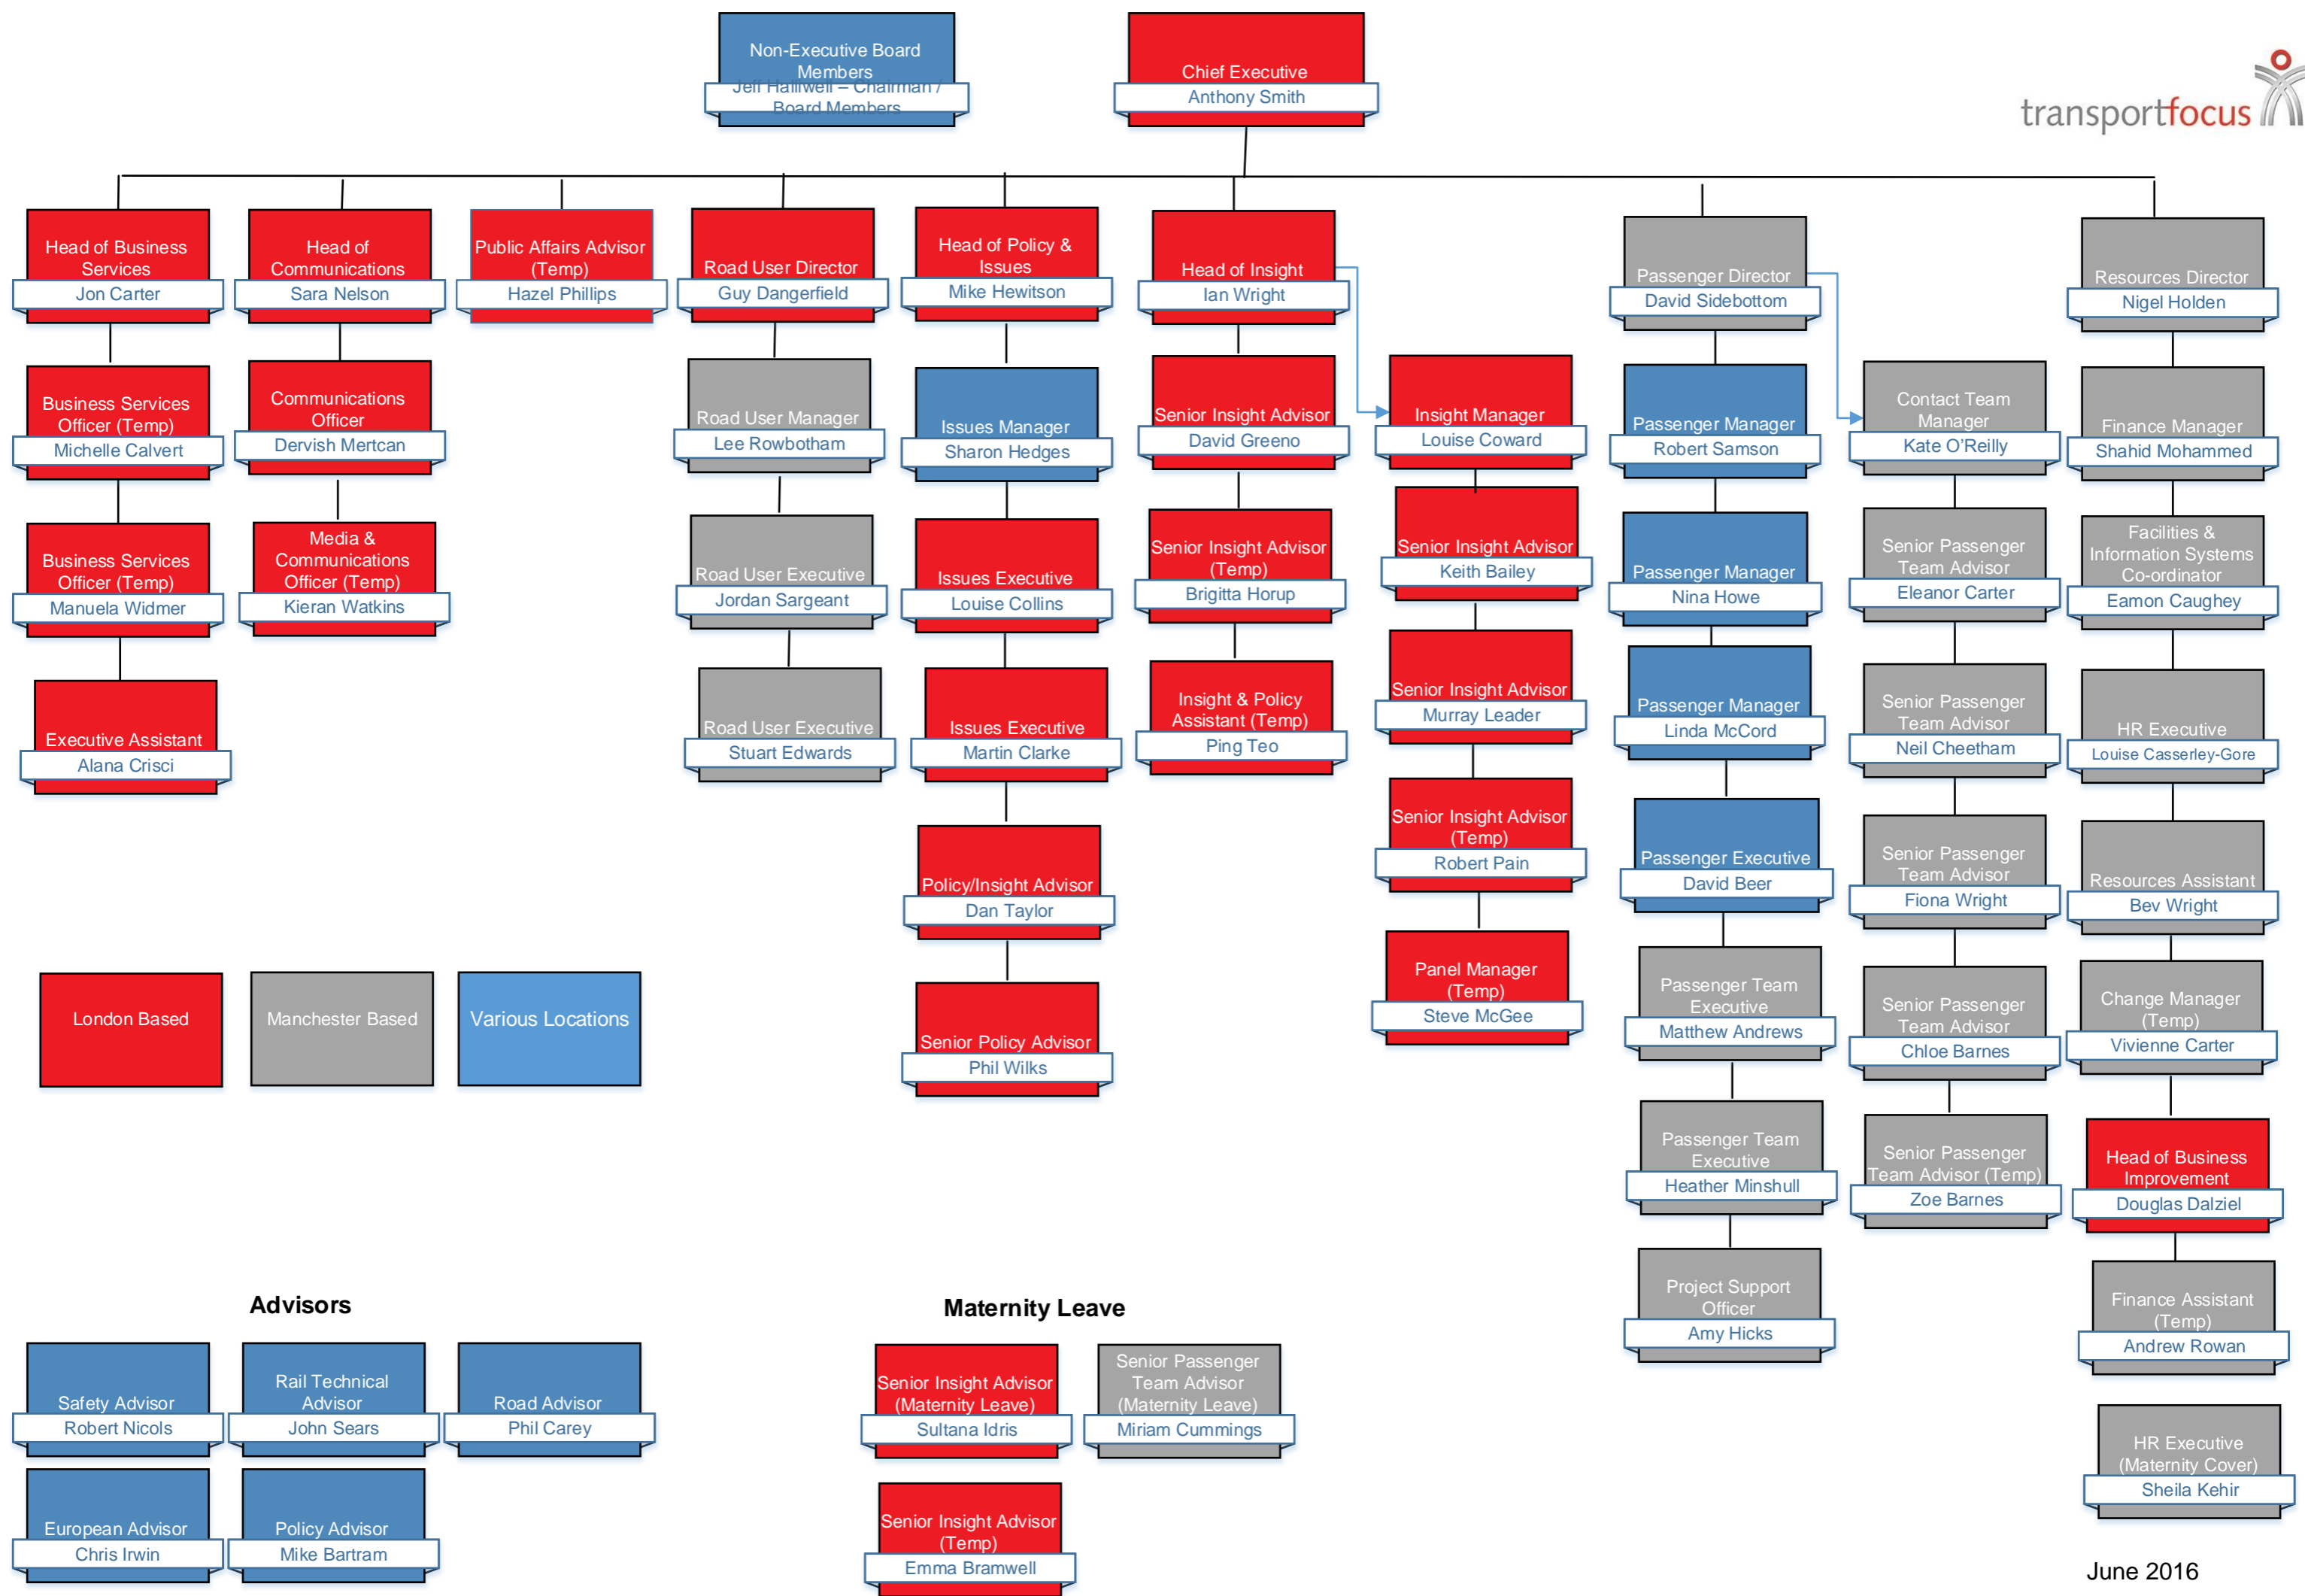 Non-Executive Board
Members
Jeff Halliwell – Chairman /
Board Members
Chief Executive
Anthony Smith
transportfocus
Head of Business
Services
Jon Carter
Head of
Communications
Sara Nelson
Public Affairs Advisor
(Temp)
Hazel Phillips
Road User Director
Guy Dangerfield
Head of Policy &
Issues
Mike Hewitson
Head of Insight
Ian Wright
Passenger Director
David Sidebottom
Resources Director
Nigel Holden
Business Services
Officer (Temp)
Michelle Calvert
Communications
Officer
Dervish Mertcan
Road User Manager
Lee Rowbotham
Issues Manager
Sharon Hedges
Senior Insight Advisor
David Greeno
Insight Manager
Louise Coward
Passenger Manager
Robert Samson
Contact Team
Manager
Kate O'Reilly
Finance Manager
Shahid Mohammed
Business Services
Officer (Temp)
Manuela Widmer
Media &
Communications
Officer (Temp)
Kieran Watkins
Road User Executive
Jordan Sargeant
Issues Executive
Louise Collins
Senior Insight Advisor
(Temp)
Brigitta Horup
Senior Insight Advisor
Keith Bailey
Passenger Manager
Nina Howe
Senior Passenger
Team Advisor
Eleanor Carter
Facilities &
Information Systems
Co-ordinator
Eamon Caughey
Executive Assistant
Alana Crisci
Road User Executive
Stuart Edwards
Issues Executive
Martin Clarke
Insight & Policy
Assistant (Temp)
Ping Teo
Senior Insight Advisor
Murray Leader
Passenger Manager
Linda McCord
Senior Passenger
Team Advisor
Neil Cheetham
HR Executive
Louise Casserley-Gore
Policy/Insight Advisor
Dan Taylor
Senior Insight Advisor
(Temp)
Robert Pain
Passenger Executive
David Beer
Senior Passenger
Team Advisor
Fiona Wright
Resources Assistant
Bev Wright
London Based
Manchester Based
Various Locations
Senior Policy Advisor
Phil Wilks
Panel Manager
(Temp)
Steve McGee
Passenger Team
Executive
Matthew Andrews
Senior Passenger
Team Advisor
Chloe Barnes
Change Manager
(Temp)
Vivienne Carter
Passenger Team
Executive
Heather Minshull
Senior Passenger
Team Advisor (Temp)
Zoe Barnes
Head of Business
Improvement
Douglas Dalziel
Project Support
Officer
Amy Hicks
Finance Assistant
(Temp)
Andrew Rowan
Advisors
Maternity Leave
Safety Advisor
Robert Nicols
Rail Technical
Advisor
John Sears
Road Advisor
Phil Carey
Senior Insight Advisor
(Maternity Leave)
Sultana Idris
Senior Passenger
Team Advisor
(Maternity Leave)
Miriam Cummings
HR Executive
(Maternity Cover)
Sheila Kehir
European Advisor
Chris Irwin
Policy Advisor
Mike Bartram
Senior Insight Advisor
(Temp)
Emma Bramwell
June 2016